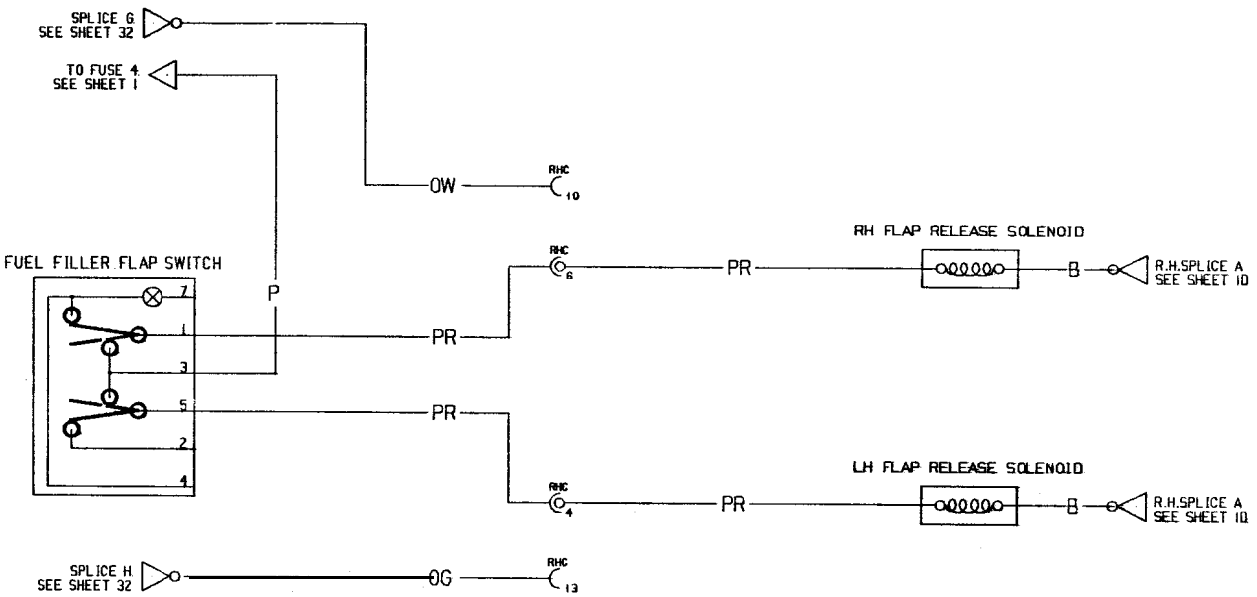 SPLICE G
SEE SHEET 32
TO FUSE 4
SEE SHEET 1
OW
RHC
10
RH FLAP RELEASE SOLENOID
FUEL FILLER FLAP SWITCH
RHC
6
PR
B
R.H.SPLICE A
SEE SHEET 10
7
P
1
PR
3
5
PR
2
4
LH FLAP RELEASE SOLENOID
RHC
4
PR
B
R.H.SPLICE A
SEE SHEET 10
SPLICE H
SEE SHEET 32
OG
RHC
13